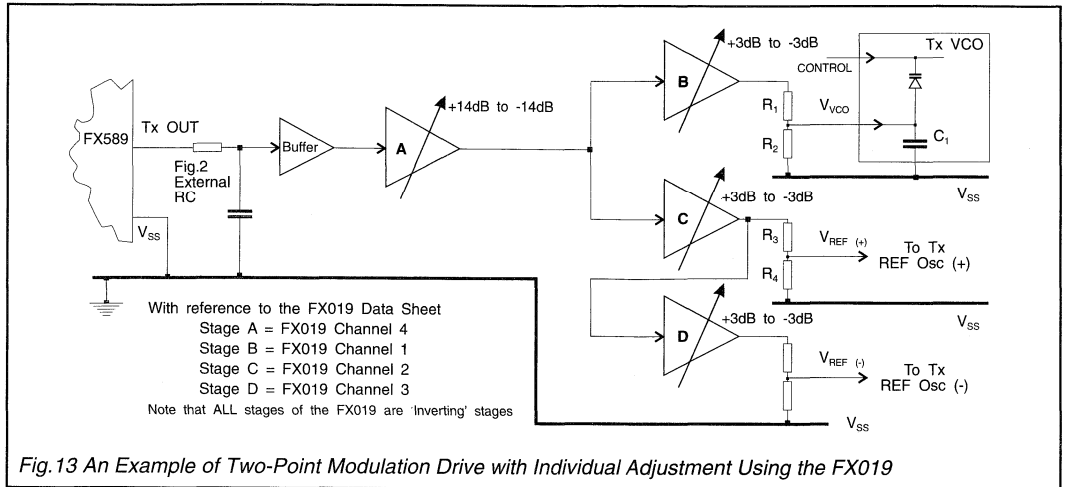 FX589
Tx OUT
Fig.2
External
RC
VSS
Buffer
A
+14dB to -14dB
B
+3dB to -3dB
R1
R2
CONTROL
VVCO
Tx VCO
C1
VSS
C
+3dB to -3dB
R3
R4
VREF (+)
To Tx
REF Osc (+)
VSS
D
+3dB to -3dB
VREF (-)
To Tx
REF Osc (-)
VSS
With reference to the FX019 Data Sheet
Stage A = FX019 Channel 4
Stage B = FX019 Channel 1
Stage C = FX019 Channel 2
Stage D = FX019 Channel 3
Note that ALL stages of the FX019 are 'Inverting' stages
Fig.13 An Example of Two-Point Modulation Drive with Individual Adjustment Using the FX019